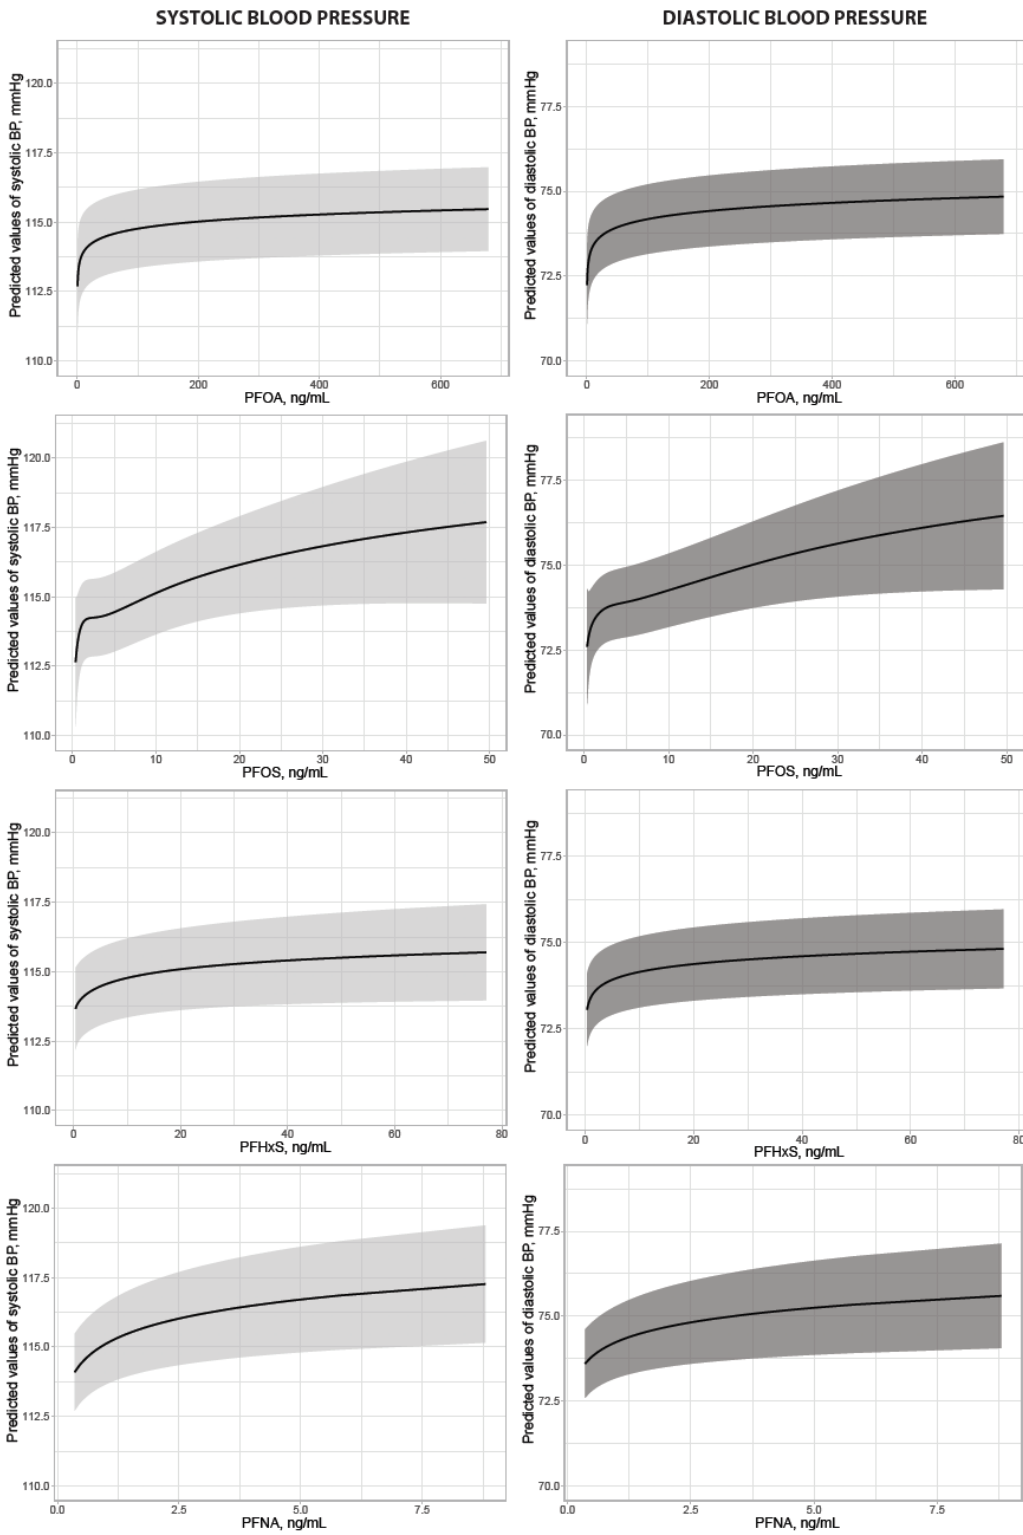 SYSTOLIC BLOOD PRESSURE
DIASTOLIC BLOOD PRESSURE
Predicted values of systolic BP, mmHg
120.0
117.5
115.0
112.5
110.0
0 200 400 600
PFOA, ng/mL
Predicted values of diastolic BP, mmHg
77.5
75.0
72.5
70.0
0 200 400 600
PFOA, ng/mL
Predicted values of systolic BP, mmHg
120.0
117.5
115.0
112.5
110.0
0 10 20 30 40 50
PFOS, ng/mL
Predicted values of diastolic BP, mmHg
77.5
75.0
72.5
70.0
0 10 20 30 40 50
PFOS, ng/mL
Predicted values of systolic BP, mmHg
120.0
117.5
115.0
112.5
110.0
0 20 40 60 80
PFHxS, ng/mL
Predicted values of diastolic BP, mmHg
77.5
75.0
72.5
70.0
0 20 40 60 80
PFHxS, ng/mL
Predicted values of systolic BP, mmHg
120.0
117.5
115.0
112.5
110.0
0.0 2.5 5.0 7.5
PFNA, ng/mL
Predicted values of diastolic BP, mmHg
77.5
75.0
72.5
70.0
0.0 2.5 5.0 7.5
PFNA, ng/mL